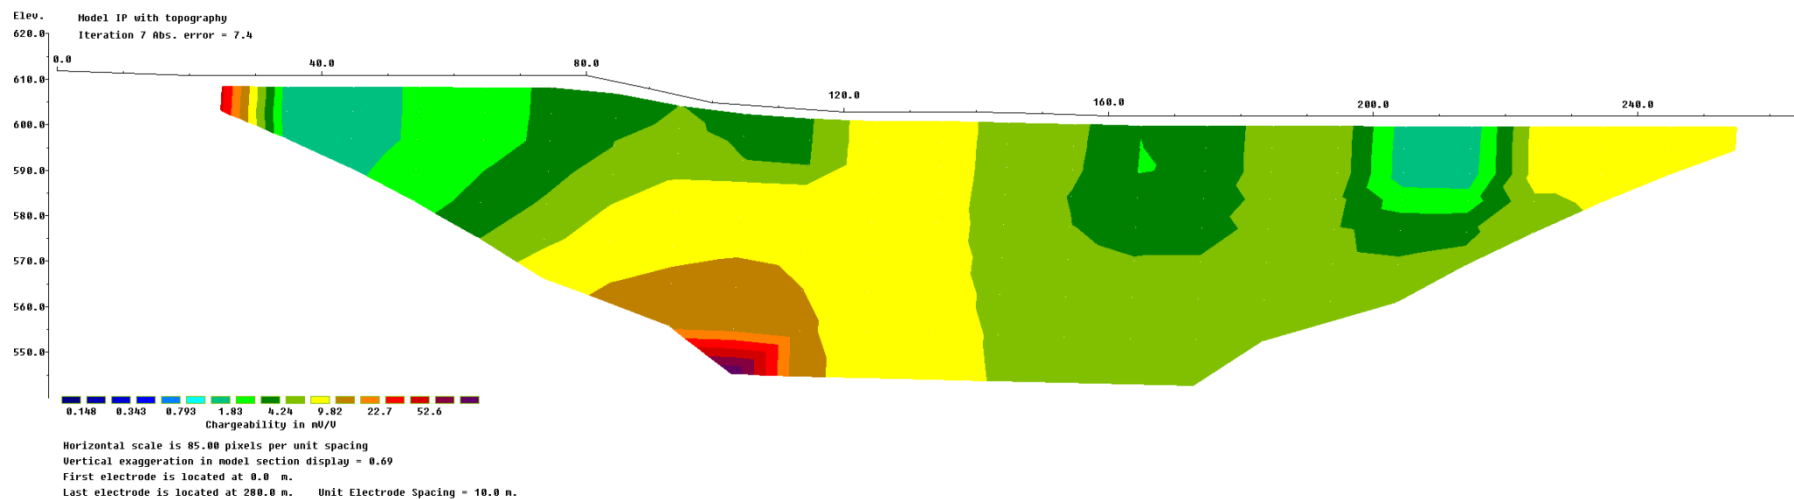 Elev.
Model IP with topography
Iteration 7 Abs. error = 7.4
620.0
0.0
40.0
80.0
610.0
120.0
160.0
200.0
240.0
600.0
590.0
580.0
570.0
560.0
550.0
0.148 0.343 0.793 1.83 4.24 9.82 22.7 52.6
Chargeability in mV/V
Horizontal scale is 85.00 pixels per unit spacing
Vertical exaggeration in model section display = 0.69
First electrode is located at 0.0 m.
Last electrode is located at 280.0 m. Unit Electrode Spacing = 10.0 m.